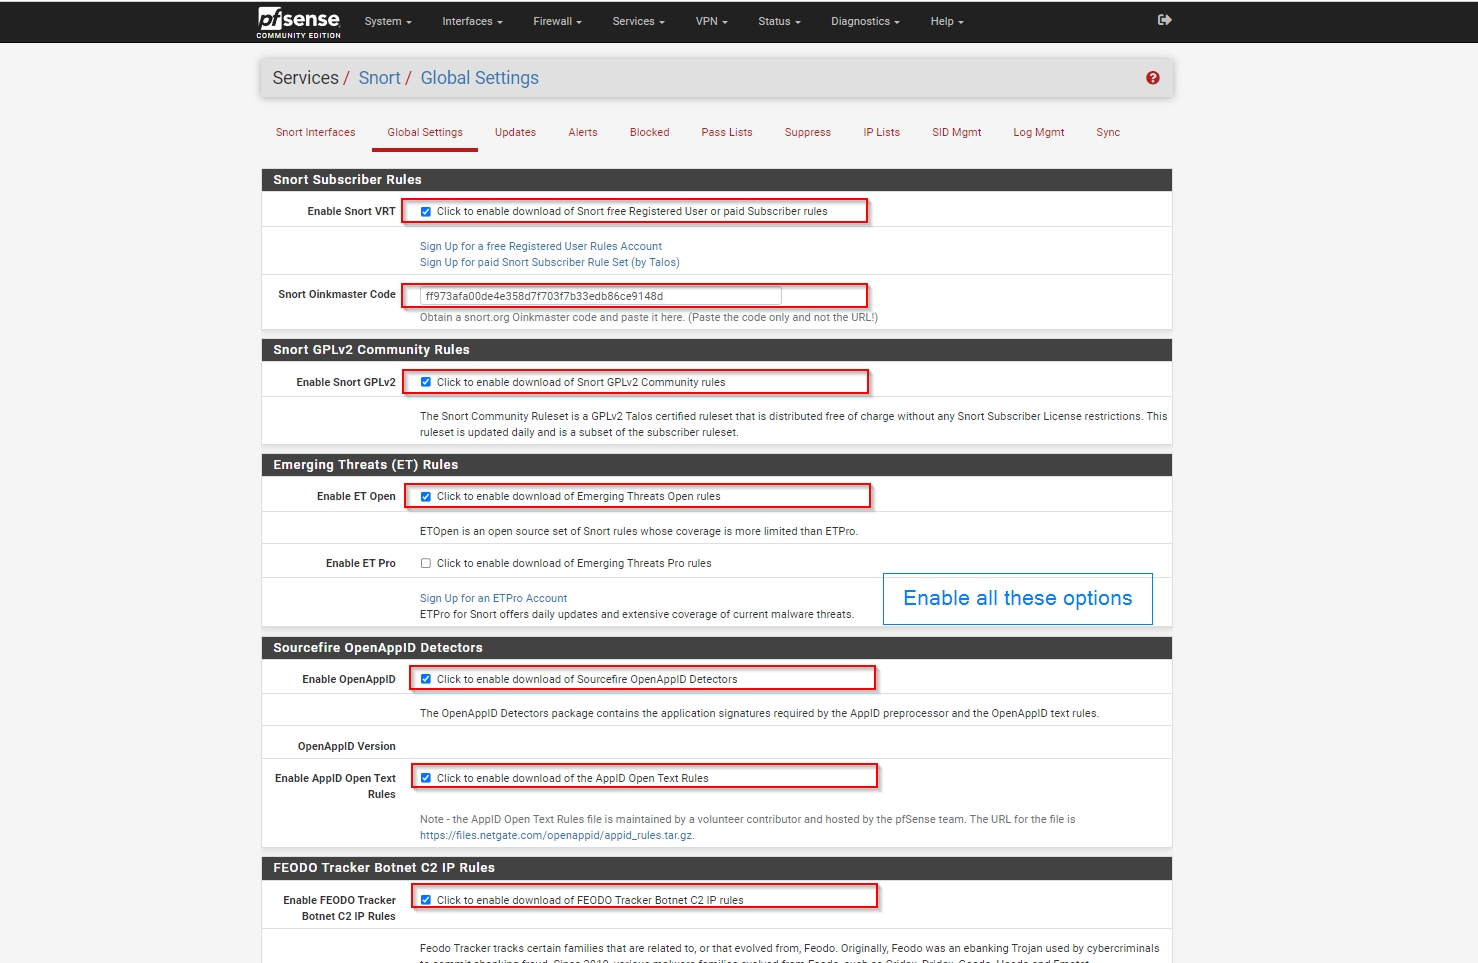 pfsense
COMMUNITY EDITION
System Interfaces Firewall Services VPN Status Diagnostics Help
Services / Snort / Global Settings
Snort Interfaces Global Settings Updates Alerts Blocked Pass Lists Suppress IP Lists SID Mgmt Log Mgmt Sync
Snort Subscriber Rules
Enable Snort VRT Click to enable download of Snort free Registered User or paid Subscriber rules
Sign Up for a free Registered User Rules Account
Sign Up for paid Snort Subscriber Rule Set (by Talos)
Snort Oinkmaster Code ff973afa00de4e358d7f703f7b33edb86ce9148d
Obtain a snort.org Oinkmaster code and paste it here. (Paste the code only and not the URL!)
Snort GPLv2 Community Rules
Enable Snort GPLv2 Click to enable download of Snort GPLv2 Community rules
The Snort Community Ruleset is a GPLv2 Talos certified ruleset that is distributed free of charge without any Snort Subscriber License restrictions. This
ruleset is updated daily and is a subset of the subscriber ruleset.
Emerging Threats (ET) Rules
Enable ET Open Click to enable download of Emerging Threats Open rules
ETOpen is an open source set of Snort rules whose coverage is more limited than ETPro.
Enable ET Pro Click to enable download of Emerging Threats Pro rules
Sign Up for an ETPro Account
ETPro for Snort offers daily updates and extensive coverage of current malware threats.
Enable all these options
Sourcefire OpenAppID Detectors
Enable OpenAppID Click to enable download of Sourcefire OpenAppID Detectors
The OpenAppID Detectors package contains the application signatures required by the AppID preprocessor and the OpenAppID text rules.
OpenAppID Version
Enable AppID Open Text Click to enable download of the AppID Open Text Rules
Rules
Note - the AppID Open Text Rules file is maintained by a volunteer contributor and hosted by the pfSense team. The URL for the file is
https://files.netgate.com/openappid/appid_rules.tar.gz.
FEODO Tracker Botnet C2 IP Rules
Enable FEODO Tracker Click to enable download of FEODO Tracker Botnet C2 IP rules
Botnet C2 IP Rules
Feodo Tracker tracks certain families that are related to, or that evolved from, Feodo. Originally, Feodo was an ebanking Trojan used by cybercriminals